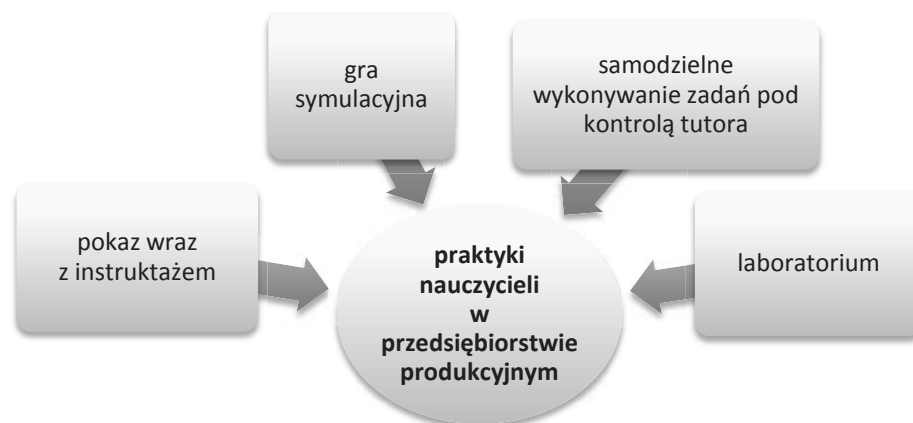 gra
symulacyjna
samodzielne
wykonywanie zadań pod
kontrolą tutora
pokaz wraz
z instruktażem
praktyki
nauczycieli
w
przedsiębiorstwie
produkcyjnym
laboratorium